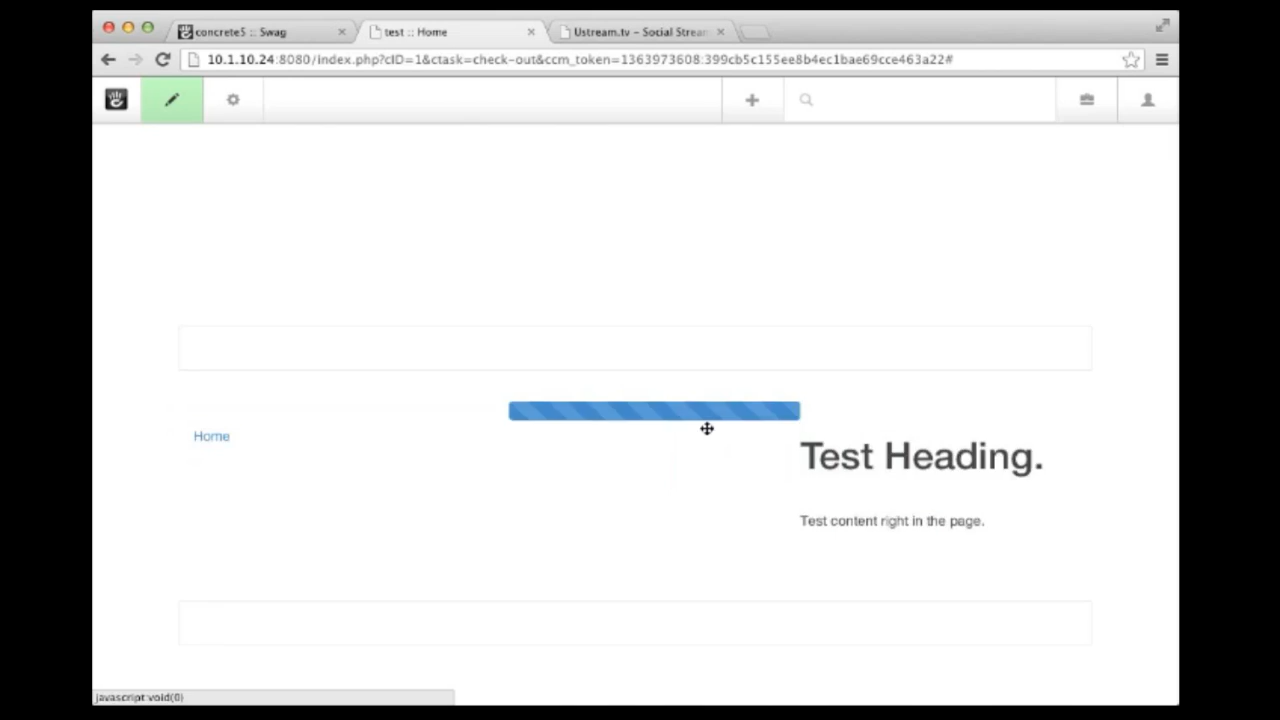 concrete5 :: Swag
test :: Home
Ustream.tv – Social Stream
10.1.10.24:8080/index.php?cID=1&ctask=check-out&ccm_token=1363973608:399cb5c155ee8b4ec1bae69cce463a22#
Home
Test Heading.
Test content right in the page.
javascript:void(0)